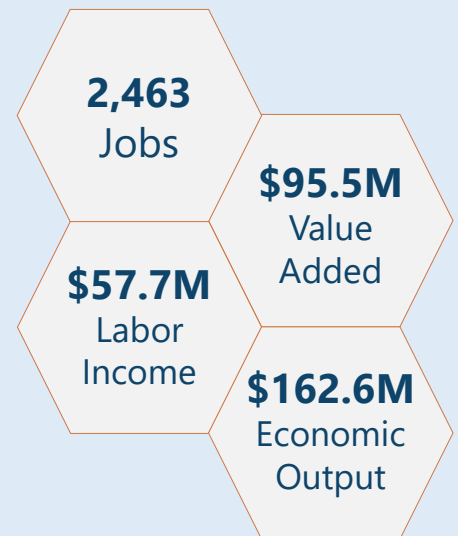 2,463
Jobs
$95.5M
Value
Added
$57.7M
Labor
Income
$162.6M
Economic
Output